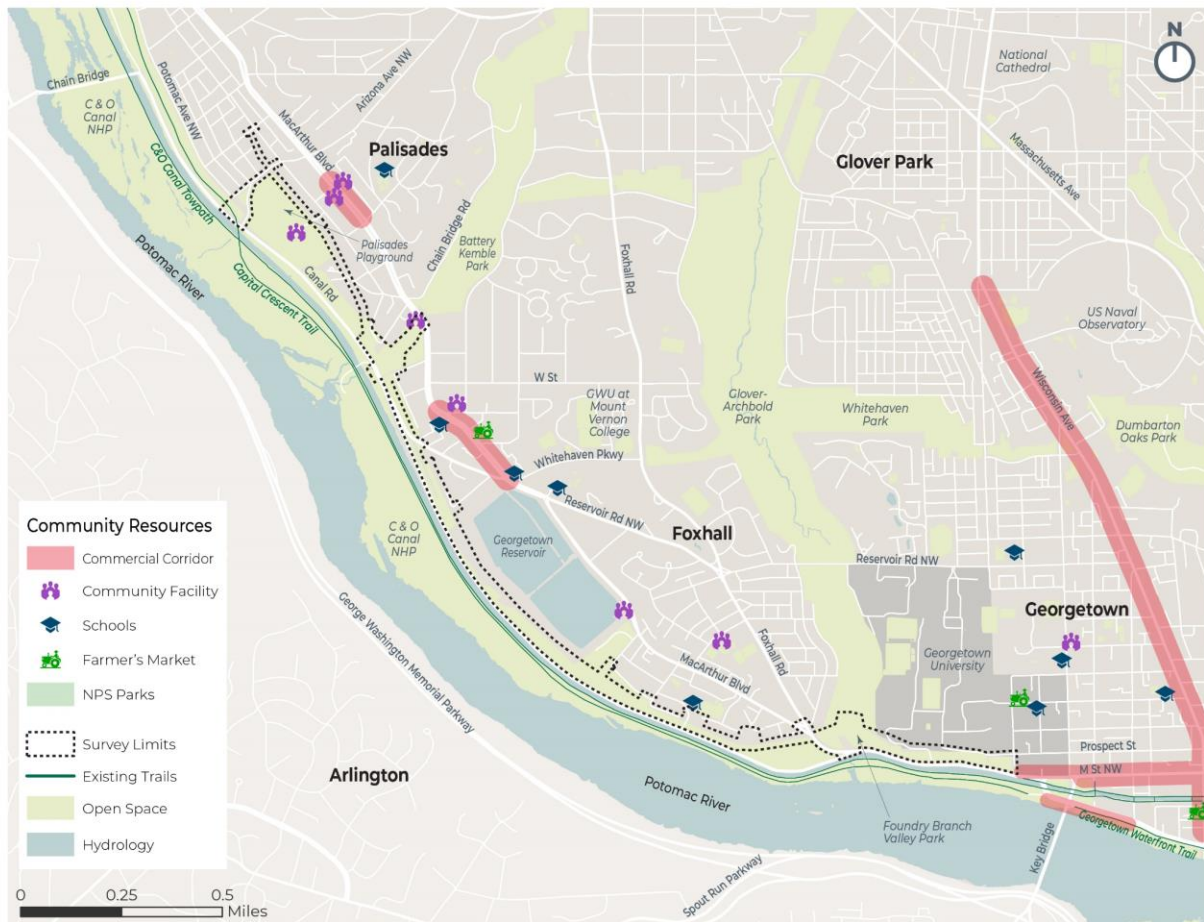 N
National
Cathedral
Chain Bridge
Potomac Ave NW
Arizona Ave NW
C & O
Canal
NHP
MacArthur Blvd
Palisades
Glover Park
Massachusetts Ave
C&O Canal Towpath
Potomac River
Palisades
Playground
Chain Bridge Rd
Battery
Kemble
Park
Foxhall Rd
Canal Rd
Capital Crescent Trail
US Naval
Observatory
Wisconsin Ave
W St
GWU at
Mount
Vernon
College
Glover-
Archbold
Park
Whitehaven Park
Dumbarton
Oaks Park
Whitehaven Pkwy
Reservoir Rd NW
C & O
Canal
NHP
Georgetown
Reservoir
Foxhall
Reservoir Rd NW
Georgetown
George Washington Memorial Parkway
MacArthur Blvd
Foxhall Rd
Georgetown
University
Prospect St
M St NW
Arlington
Potomac River
Foundry Branch
Valley Park
Key Bridge
Georgetown Waterfront Trail
Spout Run Parkway
Community Resources
Commercial Corridor
Community Facility
Schools
Farmer's Market
NPS Parks
Survey Limits
Existing Trails
Open Space
Hydrology
0 0.25 0.5
Miles